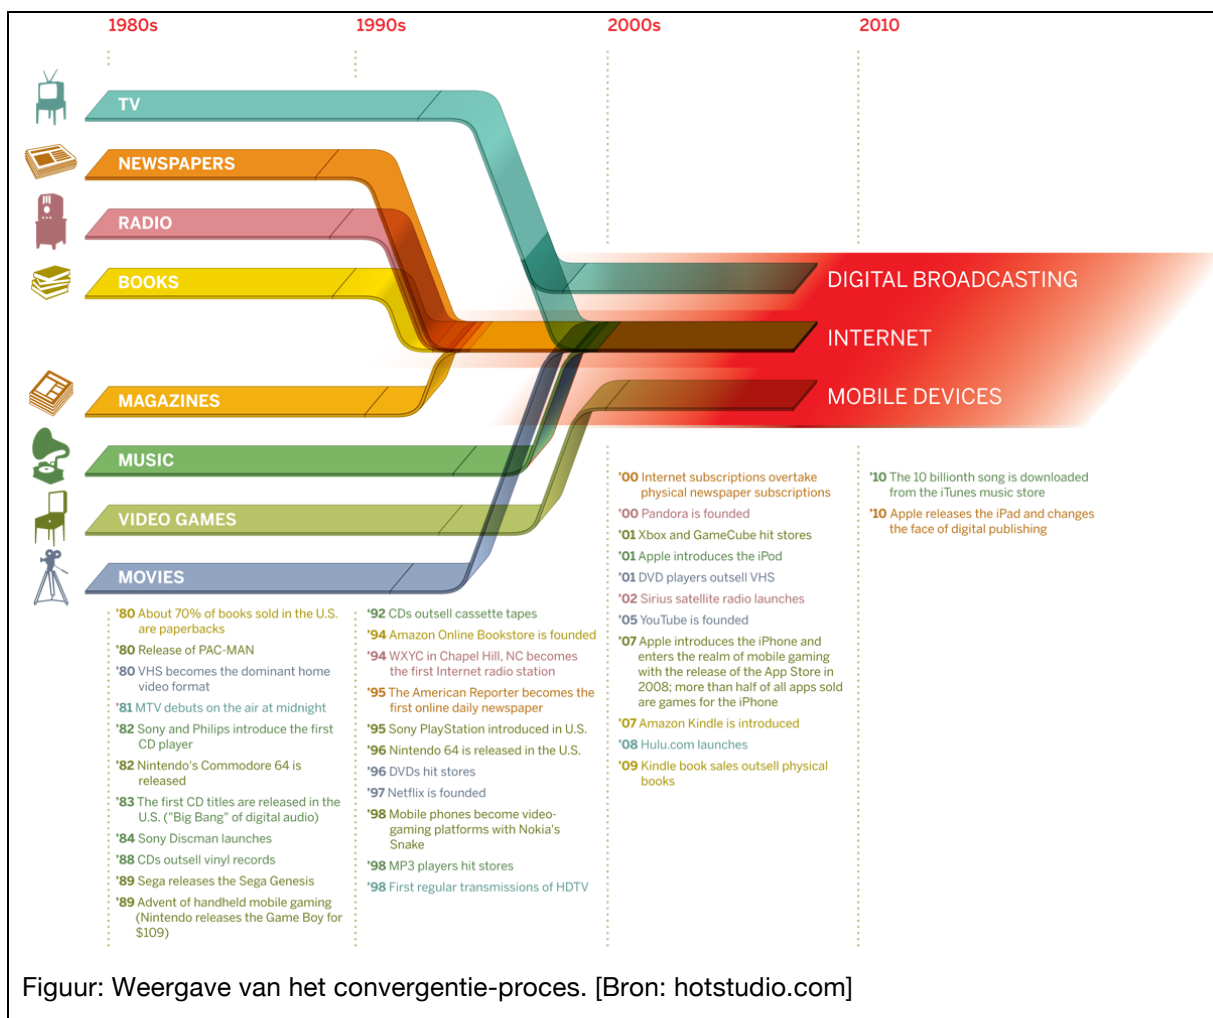 1980s
1990s
2000s
2010
TV
NEWSPAPERS
RADIO
BOOKS
MAGAZINES
MUSIC
VIDEO GAMES
MOVIES
DIGITAL BROADCASTING
INTERNET
MOBILE DEVICES
'80 About 70% of books sold in the U.S.
are paperbacks
'80 Release of PAC-MAN
'80 VHS becomes the dominant home
video format
'81 MTV debuts on the air at midnight
'82 Sony and Philips introduce the first
CD player
'82 Nintendo's Commodore 64 is
released
'83 The first CD titles are released in the
U.S. ("Big Bang" of digital audio)
'84 Sony Discman launches
'88 CDs outsell vinyl records
'89 Sega releases the Sega Genesis
'89 Advent of handheld mobile gaming
(Nintendo releases the Game Boy for
$109)
'92 CDs outsell cassette tapes
'94 Amazon Online Bookstore is founded
'94 WXYC in Chapel Hill, NC becomes
the first Internet radio station
'95 The American Reporter becomes the
first online daily newspaper
'95 Sony PlayStation introduced in U.S.
'96 Nintendo 64 is released in the U.S.
'96 DVDs hit stores
'97 Netflix is founded
'98 Mobile phones become video-
gaming platforms with Nokia's
Snake
'98 MP3 players hit stores
'98 First regular transmissions of HDTV
'00 Internet subscriptions overtake
physical newspaper subscriptions
'00 Pandora is founded
'01 Xbox and GameCube hit stores
'01 Apple introduces the iPod
'01 DVD players outsell VHS
'02 Sirius satellite radio launches
'05 YouTube is founded
'07 Apple introduces the iPhone and
enters the realm of mobile gaming
with the release of the App Store in
2008; more than half of all apps sold
are games for the iPhone
'07 Amazon Kindle is introduced
'08 Hulu.com launches
'09 Kindle book sales outsell physical
books
'10 The 10 billionth song is downloaded
from the iTunes music store
'10 Apple releases the iPad and changes
the face of digital publishing
Figuur: Weergave van het convergentie-proces. [Bron: hotstudio.com]